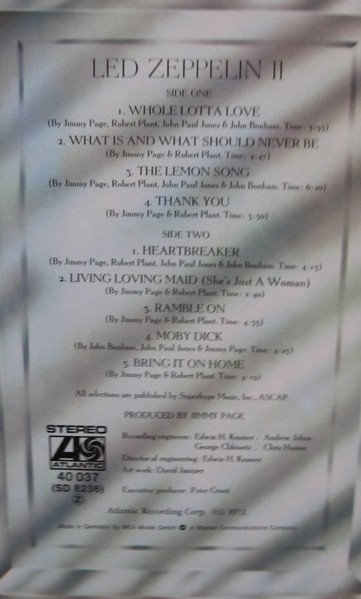 LED ZEPPELIN II
SIDE ONE
1. WHOLE LOTTA LOVE
(By Jimmy Page, Robert Plant, John Paul Jones & John Bonham. Time: 5:33)
2. WHAT IS AND WHAT SHOULD NEVER BE
(By Jimmy Page & Robert Plant. Time: 4:47)
3. THE LEMON SONG
(By Jimmy Page, Robert Plant, John Paul Jones & John Bonham. Time: 6:20)
4. THANK YOU
(By Jimmy Page & Robert Plant. Time: 3:50)
SIDE TWO
1. HEARTBREAKER
(By Jimmy Page, Robert Plant, John Paul Jones & John Bonham. Time: 4:15)
2. LIVING LOVING MAID (She's Just A Woman)
(By Jimmy Page & Robert Plant. Time: 2:40)
3. RAMBLE ON
(By Jimmy Page & Robert Plant. Time: 4:35)
4. MOBY DICK
(By John Bonham, John Paul Jones & Jimmy Page. Time: 4:25)
5. BRING IT ON HOME
(By Jimmy Page & Robert Plant. Time: 4:19)
All selections are published by Superhype Music, Inc., ASCAP.
PRODUCED BY JIMMY PAGE
STEREO
ATLANTIC
40 037
(SD 8236)
Z
Recording engineers: Edwin H. Kramer, Andrew Johns
George Chkiantz, Chris Huston
Director of engineering: Edwin H. Kramer
Art work: David Juniper
Executive producer: Peter Grant
Atlantic Recording Corp. ℗© 1972
Made in Germany by WEA Musik GmbH A Warner Communications Company